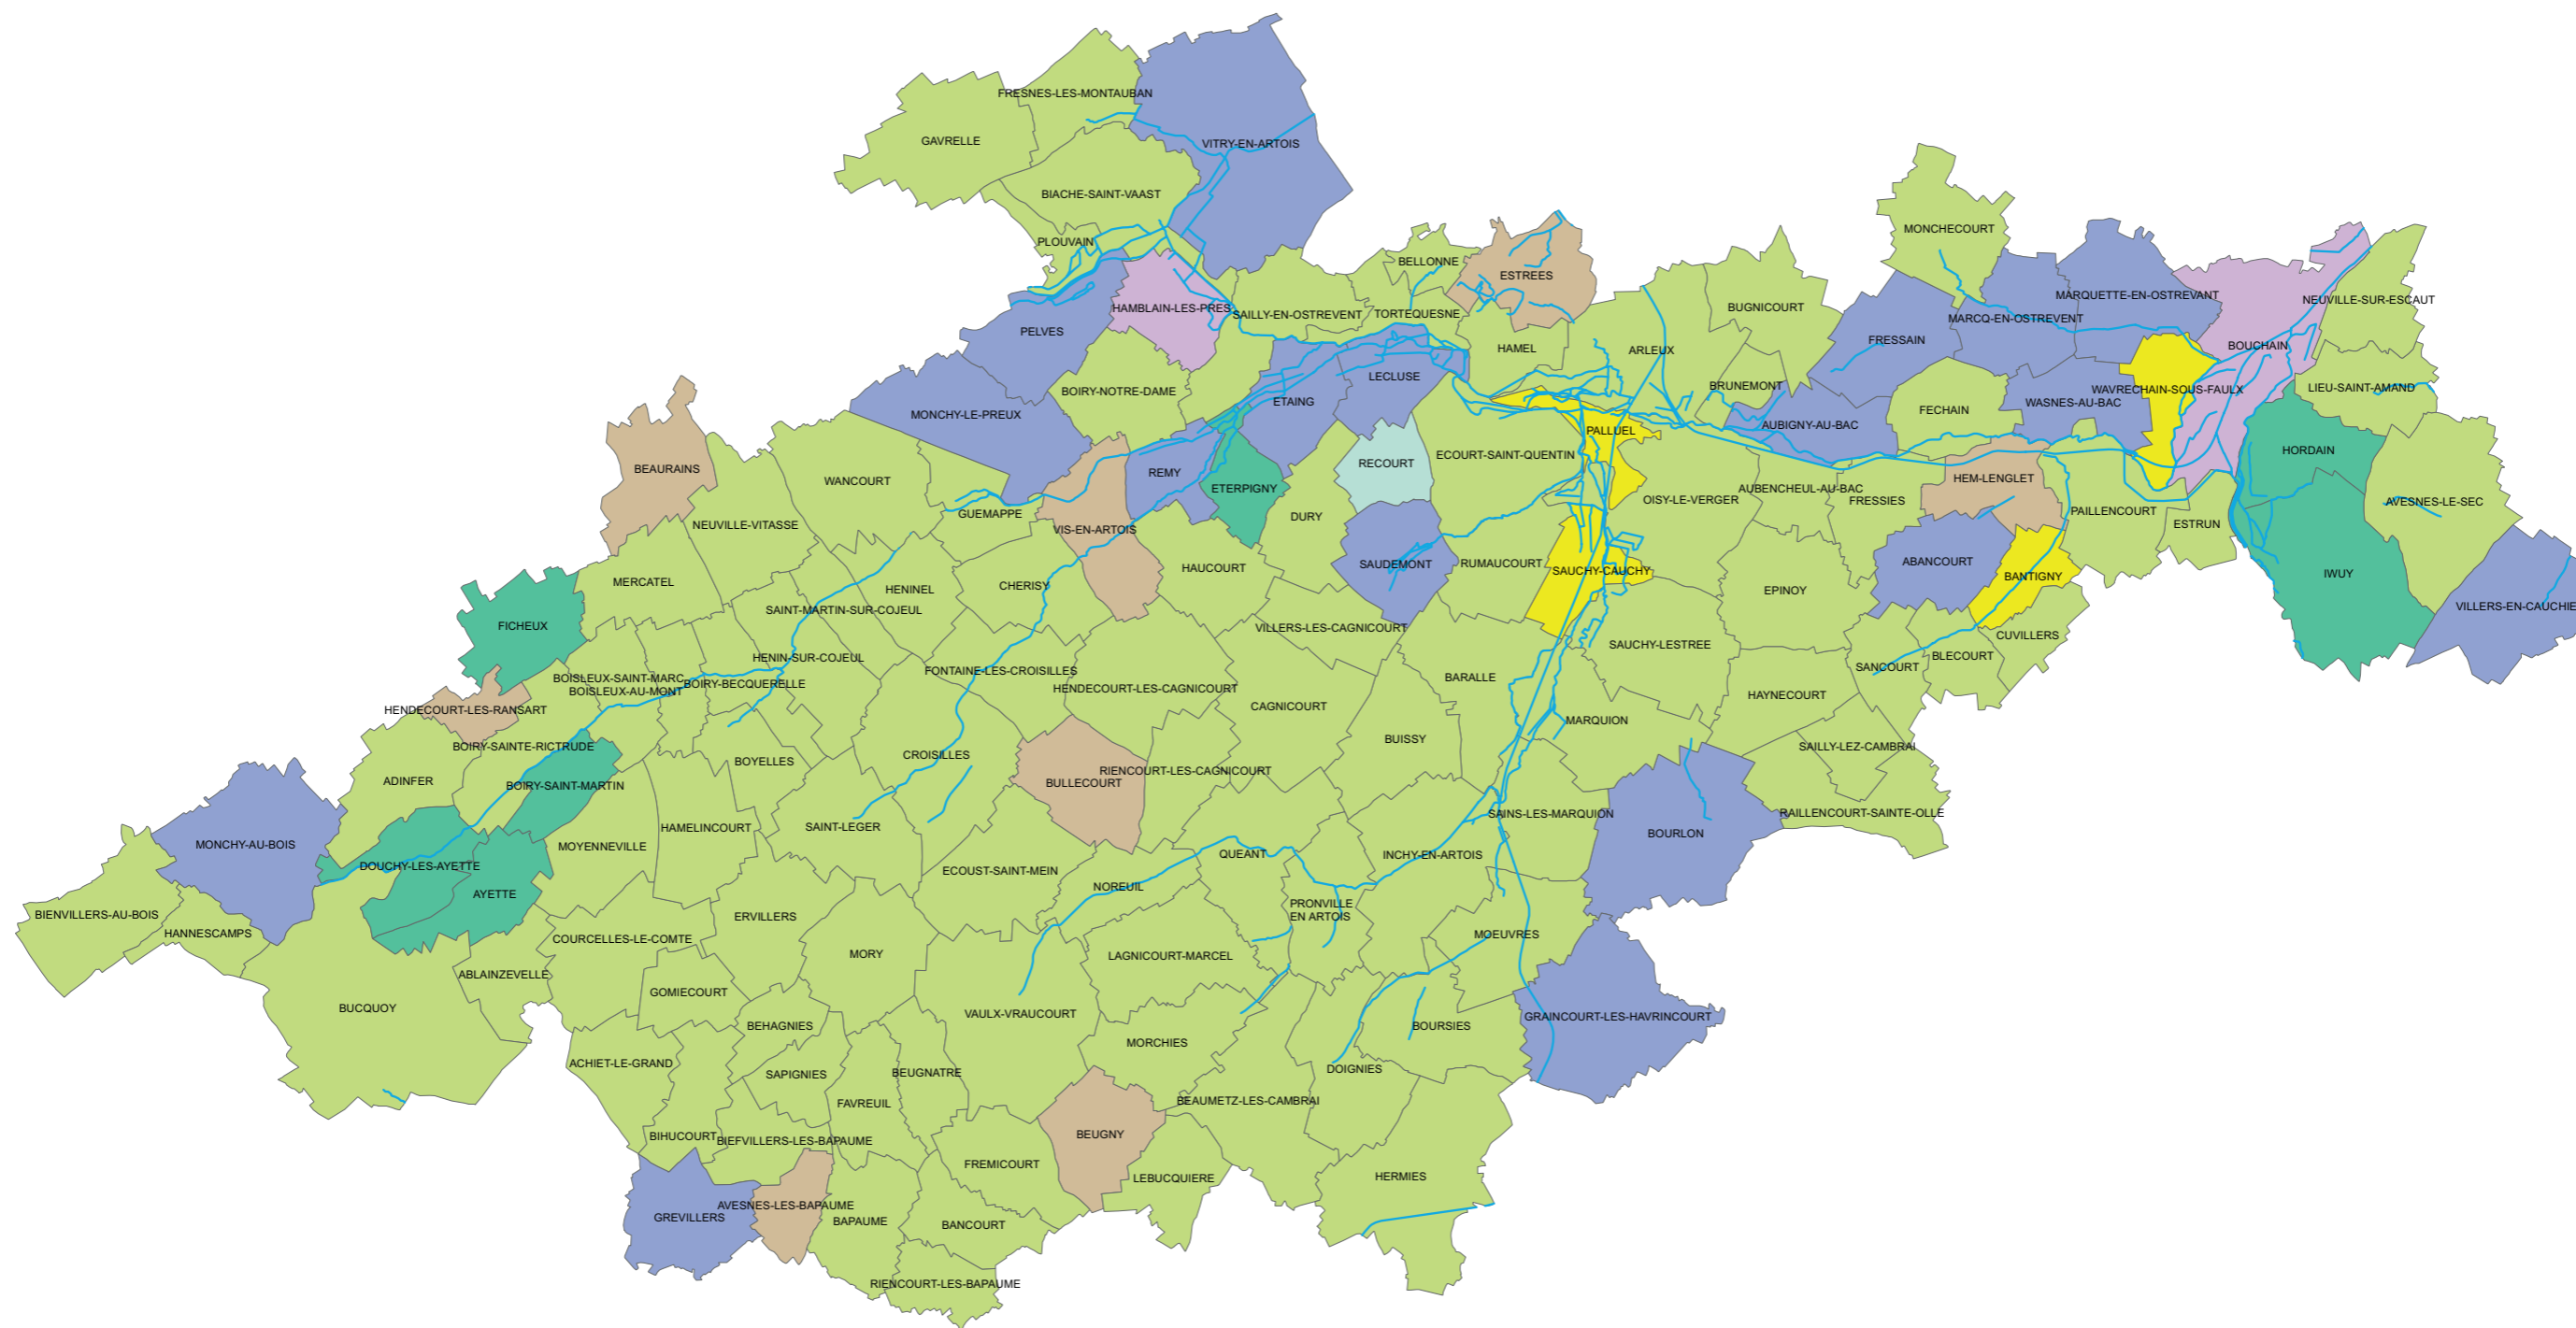 FRESNES-LES-MONTAUBAN
GAVRELLE
VITRY-EN-ARTOIS
BIACHE-SAINT-VAAST
MONCHECOURT
PLOUVAIN
BELLONNE
ESTREES
MARQUETTE-EN-OSTREVANT
NEUVILLE-SUR-ESCAUT
HAMBLAIN-LES-PRES
BUGNICOURT
SAILLY-EN-OSTREVENT
TORTEQUESNE
MARCQ-EN-OSTREVENT
PELVES
FRESSAIN
BOUCHAIN
HAMEL
ARLEUX
LECLUSE
BRUNEMONT
LIEU-SAINT-AMAND
BOIRY-NOTRE-DAME
WAVRECHAIN-SOUS-FAULX
ETAING
WASNES-AU-BAC
MONCHY-LE-PREUX
FECHAIN
AUBIGNY-AU-BAC
PALLUEL
HORDAIN
ECOURT-SAINT-QUENTIN
RECOURT
BEAURAINS
REMY
HEM-LENGLET
WANCOURT
ETERPIGNY
AUBENCHEUL-AU-BAC
OISY-LE-VERGER
FRESSIES
AVESNES-LE-SEC
PAILLENCOURT
GUEMAPPE
DURY
NEUVILLE-VITASSE
ESTRUN
VIS-EN-ARTOIS
ABANCOURT
RUMAUCOURT
SAUDEMONT
HAUCOURT
SAUCHY-CAUCHY
IWUY
BANTIGNY
MERCATEL
CHERISY
HENINEL
EPINOY
VILLERS-EN-CAUCHIE
SAINT-MARTIN-SUR-COJEUL
FICHEUX
VILLERS-LES-CAGNICOURT
CUVILLERS
SAUCHY-LESTREE
BLECOURT
HENIN-SUR-COJEUL
SANCOURT
FONTAINE-LES-CROISILLES
BOISLEUX-SAINT-MARC
BARALLE
BOIRY-BECQUERELLE
HENDECOURT-LES-CAGNICOURT
BOISLEUX-AU-MONT
HAYNECOURT
CAGNICOURT
HENDECOURT-LES-RANSART
MARQUION
BUISSY
BOIRY-SAINTE-RICTRUDE
SAILLY-LEZ-CAMBRAI
CROISILLES
BOYELLES
RIENCOURT-LES-CAGNICOURT
ADINFER
BULLECOURT
BOIRY-SAINT-MARTIN
SAINS-LES-MARQUION
RAILLENCOURT-SAINTE-OLLE
SAINT-LEGER
HAMELINCOURT
BOURLON
MONCHY-AU-BOIS
MOYENNEVILLE
QUEANT
INCHY-EN-ARTOIS
DOUCHY-LES-AYETTE
ECOUST-SAINT-MEIN
NOREUIL
AYETTE
PRONVILLE
EN ARTOIS
BIENVILLERS-AU-BOIS
ERVILLERS
HANNESCAMPS
MOEUVRES
COURCELLES-LE-COMTE
MORY
LAGNICOURT-MARCEL
ABLAINZEVELLE
GOMIECOURT
BUCQUOY
VAULX-VRAUCOURT
GRAINCOURT-LES-HAVRINCOURT
BEHAGNIES
BOURSIES
MORCHIES
ACHIET-LE-GRAND
DOIGNIES
SAPIGNIES
BEUGNATRE
BEAUMETZ-LES-CAMBRAI
FAVREUIL
BEUGNY
BIHUCOURT
BIEFVILLERS-LES-BAPAUME
FREMICOURT
HERMIES
LEBUCQUIERE
AVESNES-LES-BAPAUME
GREVILLERS
BAPAUME
BANCOURT
RIENCOURT-LES-BAPAUME